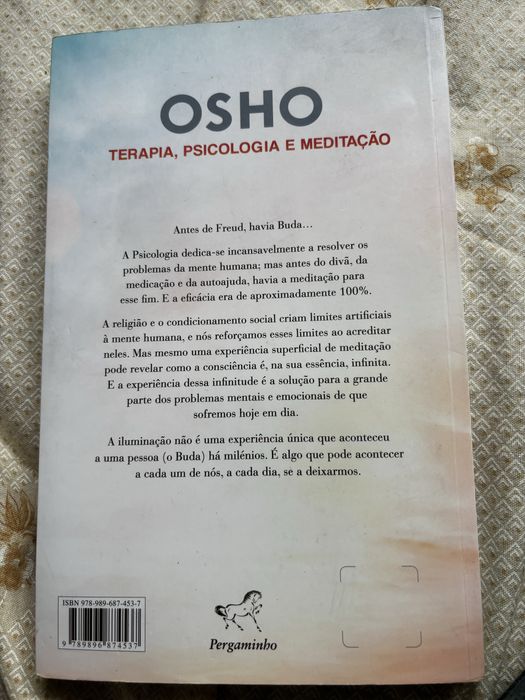 OSHO
TERAPIA, PSICOLOGIA E MEDITAÇÃO
Antes de Freud, havia Buda…
A Psicologia dedica-se incansavelmente a resolver os
problemas da mente humana; mas antes do divã, da
medicação e da autoajuda, havia a meditação para
esse fim. E a eficácia era de aproximadamente 100%.
A religião e o condicionamento social criam limites artificiais
à mente humana, e nós reforçamos esses limites ao acreditar
neles. Mas mesmo uma experiência superficial de meditação
pode revelar como a consciência é, na sua essência, infinita.
E a experiência dessa infinitude é a solução para a grande
parte dos problemas mentais e emocionais de que
sofremos hoje em dia.
A iluminação não é uma experiência única que aconteceu
a uma pessoa (o Buda) há milénios. É algo que pode acontecer
a cada um de nós, a cada dia, se a deixarmos.
ISBN 978-989-687-453-7
9 789896 874537
Pergaminho